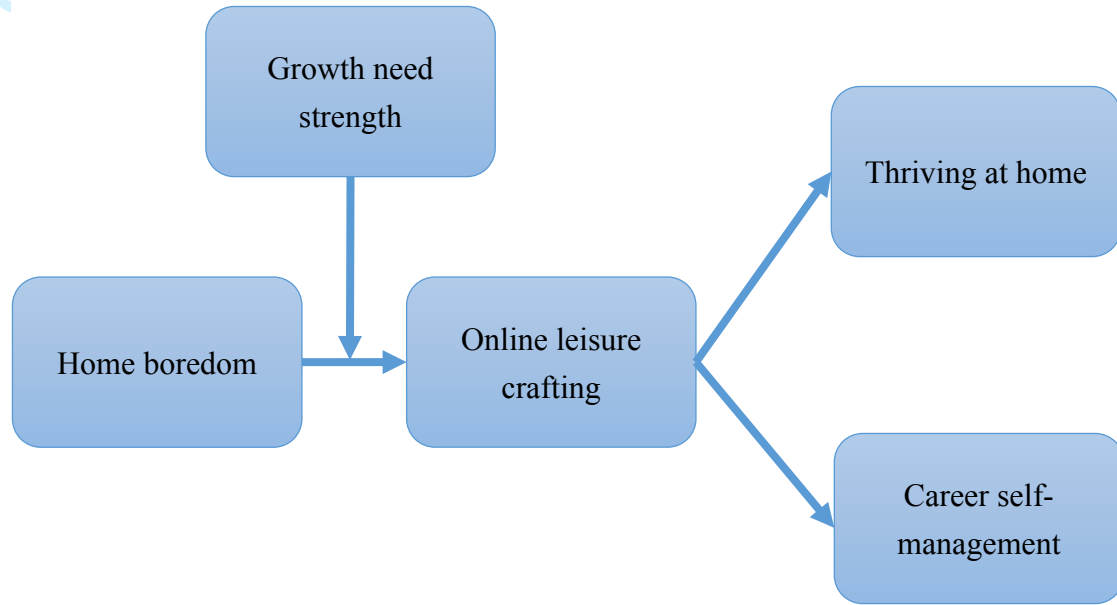 Growth need
strength
Thriving at home
Home boredom
Online leisure
crafting
Career self-
management